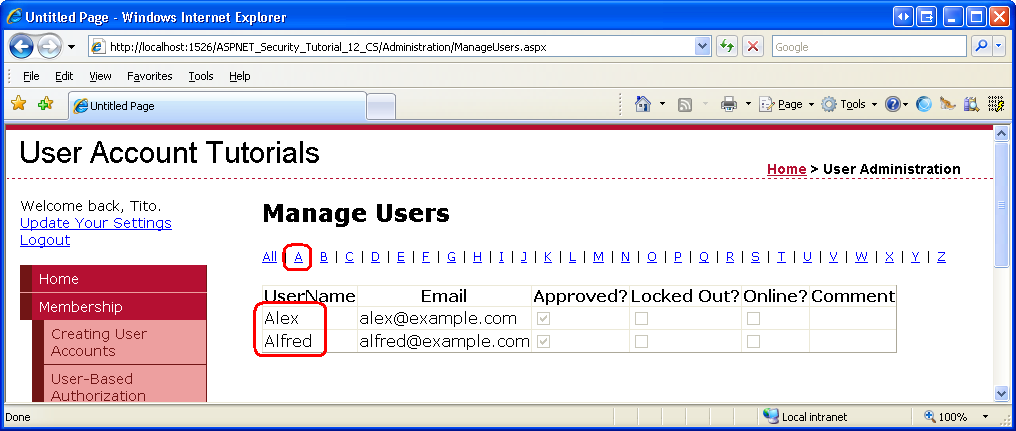 Untitled Page - Windows Internet Explorer
http://localhost:1526/ASPNET_Security_Tutorial_12_CS/Administration/ManageUsers.aspx
Google
File Edit View Favorites Tools Help
Untitled Page
Page Tools
User Account Tutorials
Home > User Administration
Welcome back, Tito.
Update Your Settings
Logout
Manage Users
All | A | B | C | D | E | F | G | H | I | J | K | L | M | N | O | P | Q | R | S | T | U | V | W | X | Y | Z
Home
Membership
Creating User
Accounts
User-Based
Authorization
UserName Email Approved? Locked Out? Online? Comment
Alex alex@example.com
Alfred alfred@example.com
Done Local intranet 100%